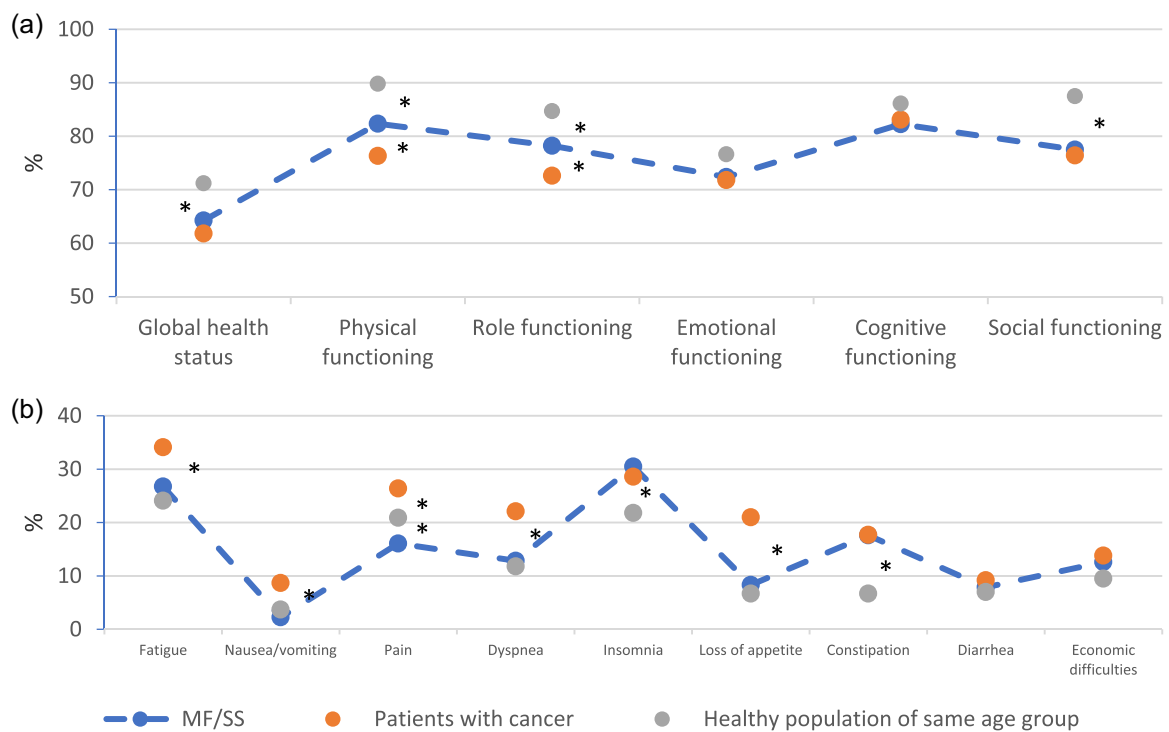 (a)
100
90
80
70
60
50
%
*
*
*
*
*
*
Global health status
Physical functioning
Role functioning
Emotional functioning
Cognitive functioning
Social functioning
(b)
40
30
20
10
0
%
*
*
*
*
*
*
*
*
Fatigue
Nausea/vomiting
Pain
Dyspnea
Insomnia
Loss of appetite
Constipation
Diarrhea
Economic difficulties
MF/SS
Patients with cancer
Healthy population of same age group